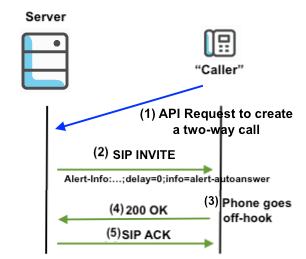 Server
“Caller”
(1) API Request to create
a two-way call
(2) SIP INVITE
Alert-Info:...;delay=0;info=alert-autoanswer
(3) Phone goes
off-hook
(4) 200 OK
(5) SIP ACK